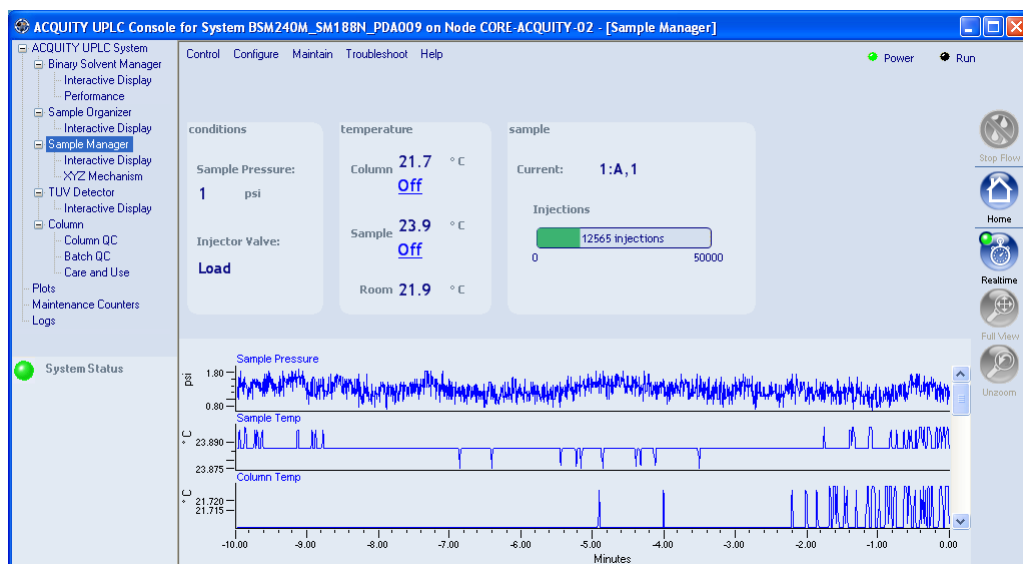 ACQUITY UPLC Console for System BSM240M_SM188N_PDA009 on Node CORE-ACQUITY-02 - [Sample Manager]
ACQUITY UPLC System
Binary Solvent Manager
Interactive Display
Performance
Sample Organizer
Interactive Display
Sample Manager
Interactive Display
XYZ Mechanism
TUV Detector
Interactive Display
Column
Column QC
Batch QC
Care and Use
Plots
Maintenance Counters
Logs
System Status
Control Configure Maintain Troubleshoot Help
Power Run
conditions
Sample Pressure:
1 psi
Injector Valve:
Load
temperature
Column 21.7 °C
Off
Sample 23.9 °C
Off
Room 21.9 °C
sample
Current: 1:A,1
Injections
12565 injections
0 50000
Stop Flow
Home
Realtime
Full View
Unzoom
Sample Pressure
psi
1.80
0.80
Sample Temp
°C
23.890
23.875
Column Temp
°C
21.720
21.715
-10.00 -9.00 -8.00 -7.00 -6.00 -5.00 -4.00 -3.00 -2.00 -1.00 0.00
Minutes